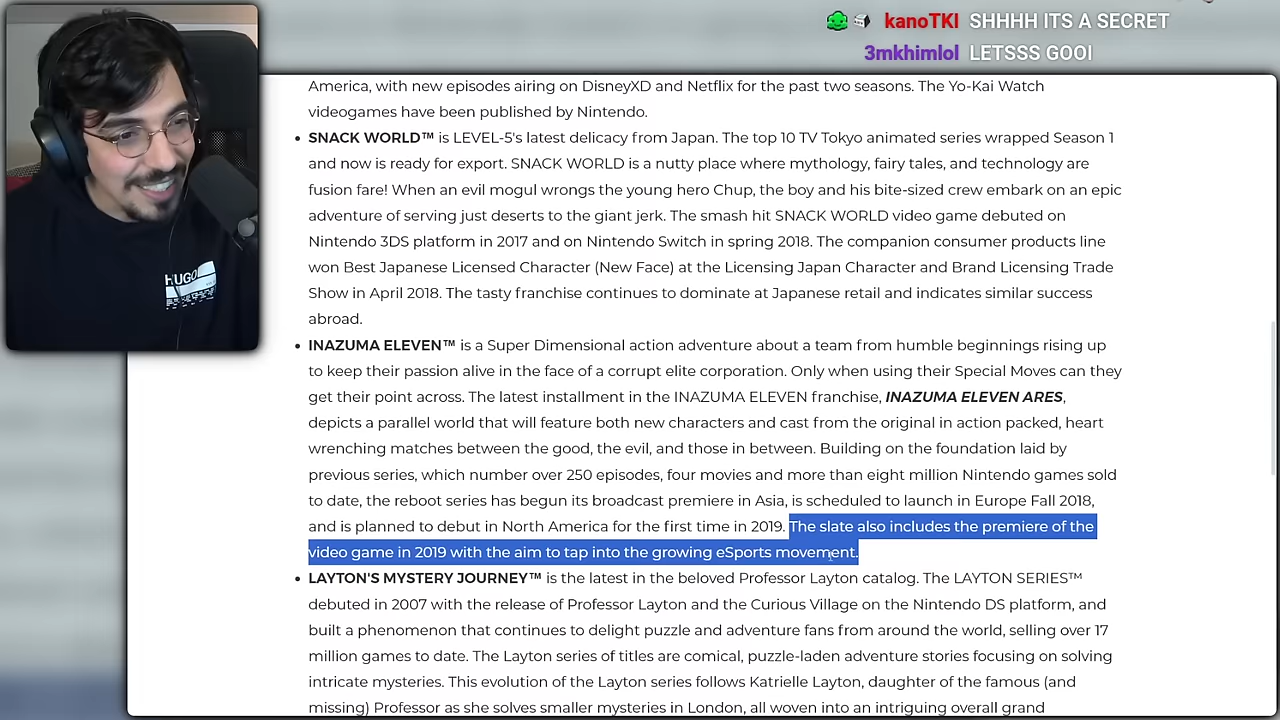 kanoTKI SHHHH ITS A SECRET
3mkhimlol LETSSS GOOI
America, with new episodes airing on DisneyXD and Netflix for the past two seasons. The Yo-Kai Watch
videogames have been published by Nintendo.
• SNACK WORLD™ is LEVEL-5's latest delicacy from Japan. The top 10 TV Tokyo animated series wrapped Season 1
and now is ready for export. SNACK WORLD is a nutty place where mythology, fairy tales, and technology are
fusion fare! When an evil mogul wrongs the young hero Chup, the boy and his bite-sized crew embark on an epic
adventure of serving just deserts to the giant jerk. The smash hit SNACK WORLD video game debuted on
Nintendo 3DS platform in 2017 and on Nintendo Switch in spring 2018. The companion consumer products line
won Best Japanese Licensed Character (New Face) at the Licensing Japan Character and Brand Licensing Trade
Show in April 2018. The tasty franchise continues to dominate at Japanese retail and indicates similar success
abroad.
• INAZUMA ELEVEN™ is a Super Dimensional action adventure about a team from humble beginnings rising up
to keep their passion alive in the face of a corrupt elite corporation. Only when using their Special Moves can they
get their point across. The latest installment in the INAZUMA ELEVEN franchise, INAZUMA ELEVEN ARES,
depicts a parallel world that will feature both new characters and cast from the original in action packed, heart
wrenching matches between the good, the evil, and those in between. Building on the foundation laid by
previous series, which number over 250 episodes, four movies and more than eight million Nintendo games sold
to date, the reboot series has begun its broadcast premiere in Asia, is scheduled to launch in Europe Fall 2018,
and is planned to debut in North America for the first time in 2019. The slate also includes the premiere of the
video game in 2019 with the aim to tap into the growing eSports movement.
• LAYTON'S MYSTERY JOURNEY™ is the latest in the beloved Professor Layton catalog. The LAYTON SERIES™
debuted in 2007 with the release of Professor Layton and the Curious Village on the Nintendo DS platform, and
built a phenomenon that continues to delight puzzle and adventure fans from around the world, selling over 17
million games to date. The Layton series of titles are comical, puzzle-laden adventure stories focusing on solving
intricate mysteries. This evolution of the Layton series follows Katrielle Layton, daughter of the famous (and
missing) Professor as she solves smaller mysteries in London, all woven into an intriguing overall grand
HUGO